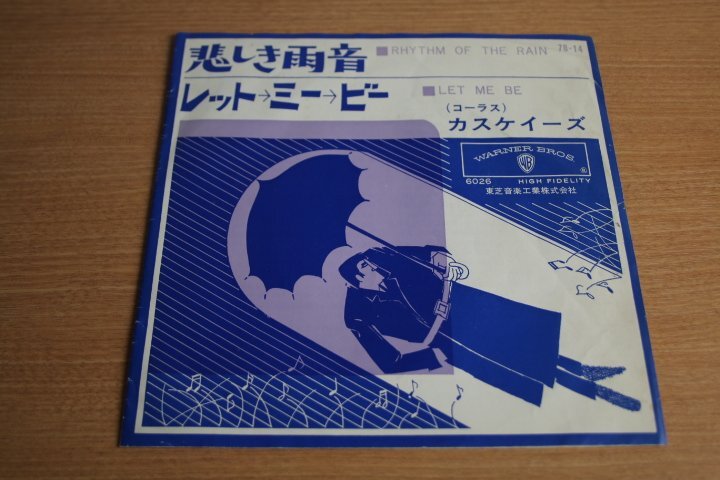 悲しき雨音 ■RHYTHM OF THE RAIN 7B-14
レット→ミー→ビー ■LET ME BE
(コーラス)
カスケイーズ
WARNER BROS.
WB
®
6026 HIGH FIDELITY
東芝音楽工業株式会社